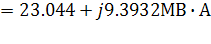 = 23.044 + j9.3932MB · A